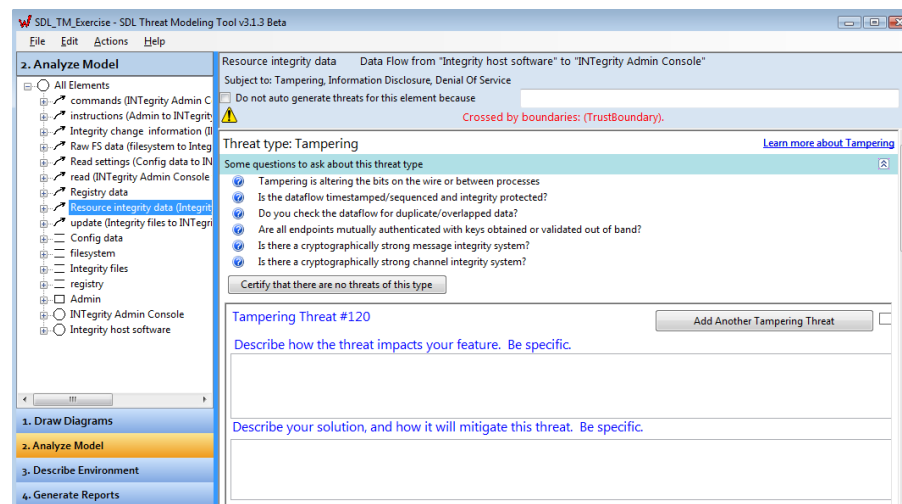 SDL_TM_Exercise - SDL Threat Modeling Tool v3.1.3 Beta
File Edit Actions Help
2. Analyze Model
All Elements
commands (INTegrity Admin C
instructions (Admin to INTegrity
Integrity change information (II
Raw FS data (filesystem to Integ
Read settings (Config data to IN
read (INTegrity Admin Console
Registry data
Resource integrity data (Integrit
update (Integrity files to INTegri
Config data
filesystem
Integrity files
registry
Admin
INTegrity Admin Console
Integrity host software
1. Draw Diagrams
2. Analyze Model
3. Describe Environment
4. Generate Reports
Resource integrity data Data Flow from "Integrity host software" to "INTegrity Admin Console"
Subject to: Tampering, Information Disclosure, Denial Of Service
Do not auto generate threats for this element because
Crossed by boundaries: (TrustBoundary).
Threat type: Tampering Learn more about Tampering
Some questions to ask about this threat type
Tampering is altering the bits on the wire or between processes
Is the dataflow timestamped/sequenced and integrity protected?
Do you check the dataflow for duplicate/overlapped data?
Are all endpoints mutually authenticated with keys obtained or validated out of band?
Is there a cryptographically strong message integrity system?
Is there a cryptographically strong channel integrity system?
Certify that there are no threats of this type
Tampering Threat #120 Add Another Tampering Threat
Describe how the threat impacts your feature. Be specific.
Describe your solution, and how it will mitigate this threat. Be specific.